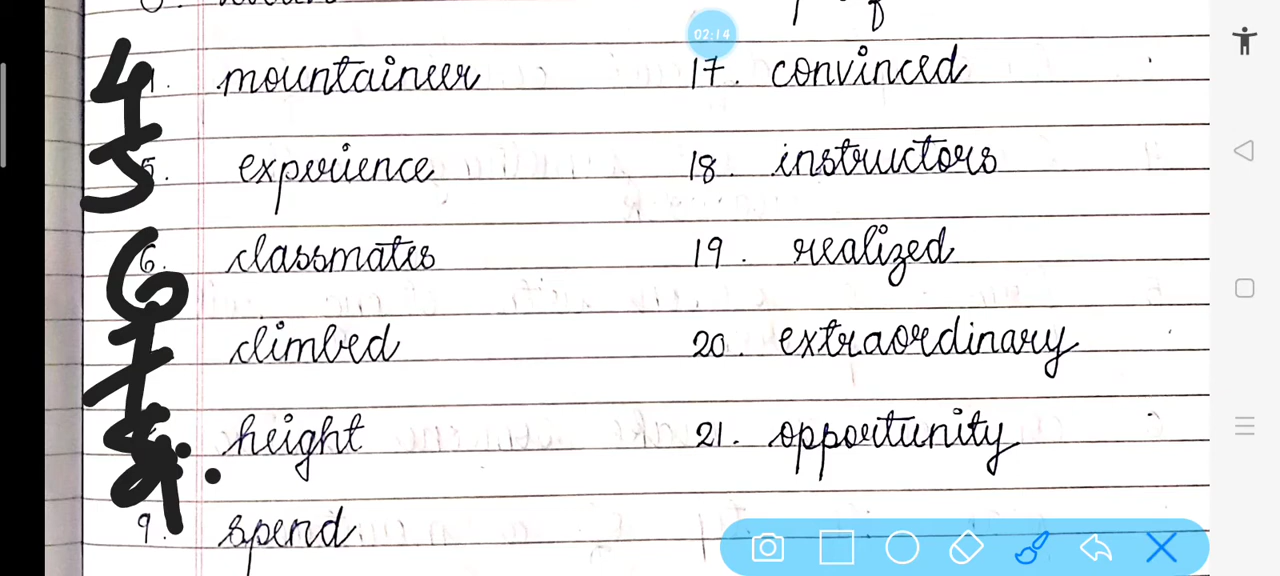 02:14
4. mountaineer 17. convinced
5. experience 18. instructors
6. classmates 19. realized
7 climbed 20. extraordinary
height 21. opportunity
9. spend